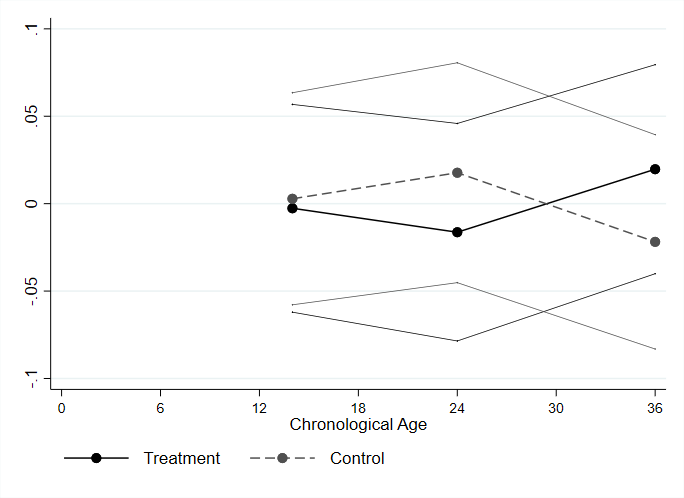 .1
.05
0
-.05
-.1
0 6 12 18 24 30 36
Chronological Age
Treatment Control